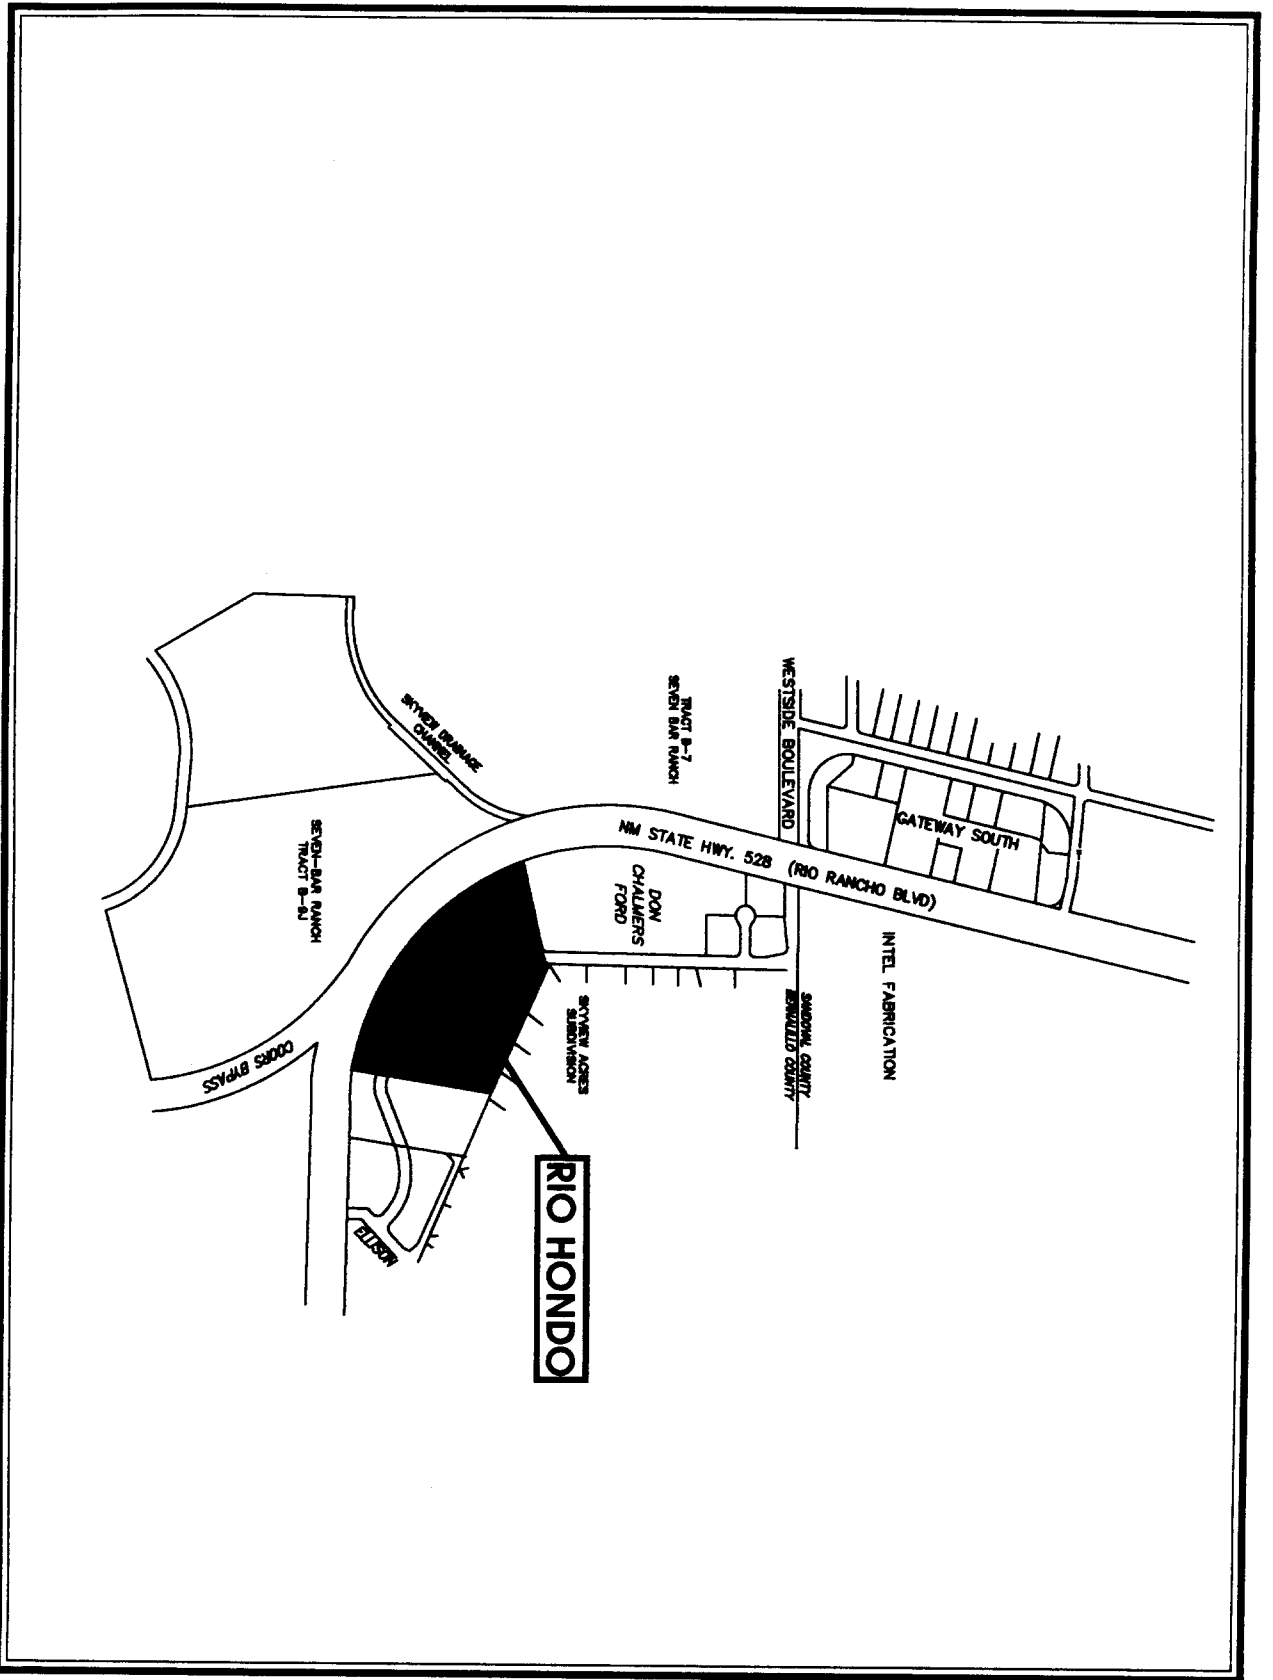 WESTSIDE BOULEVARD
GATEWAY SOUTH
NM STATE HWY. 528 (RIO RANCHO BLVD)
INTEL FABRICATION
SANDOVAL COUNTY
BERNALILLO COUNTY
TRACT B-7
SEVEN BAR RANCH
DON
CHALMERS
FORD
SKYVIEW DRAINAGE
CHANNEL
SKYVIEW ACRES
SUBDIVISION
SEVEN-BAR RANCH
TRACT B-9J
COORS BYPASS
ELLISON
RIO HONDO